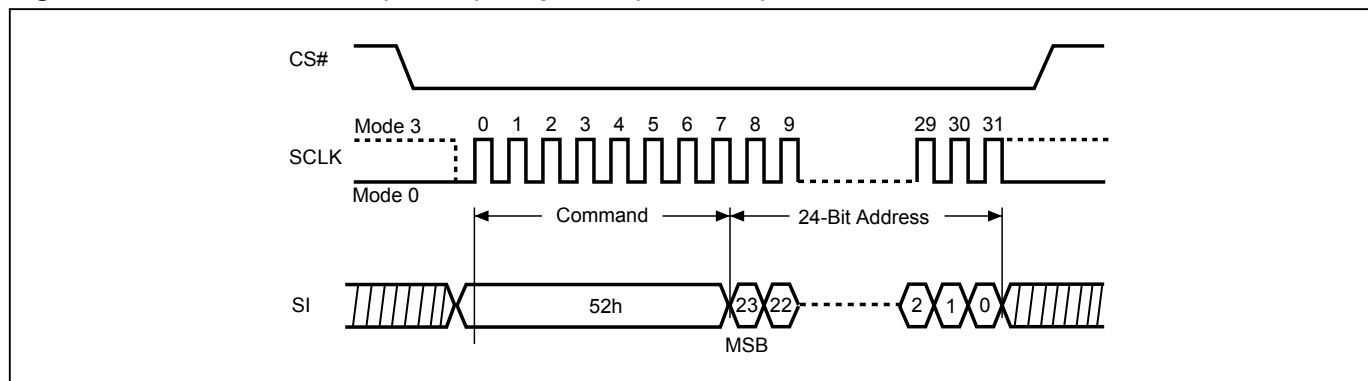 CS#
Mode 3
0 1 2 3 4 5 6 7 8 9 29 30 31
SCLK
Mode 0
Command
24-Bit Address
SI
52h
23 22
2 1 0
MSB